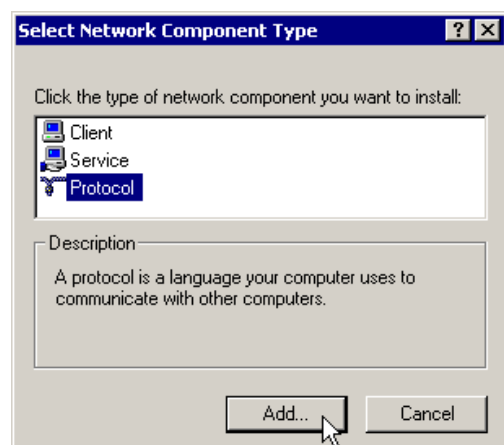 Select Network Component Type
Click the type of network component you want to install:
Client
Service
Protocol
Description
A protocol is a language your computer uses to
communicate with other computers.
Add... Cancel